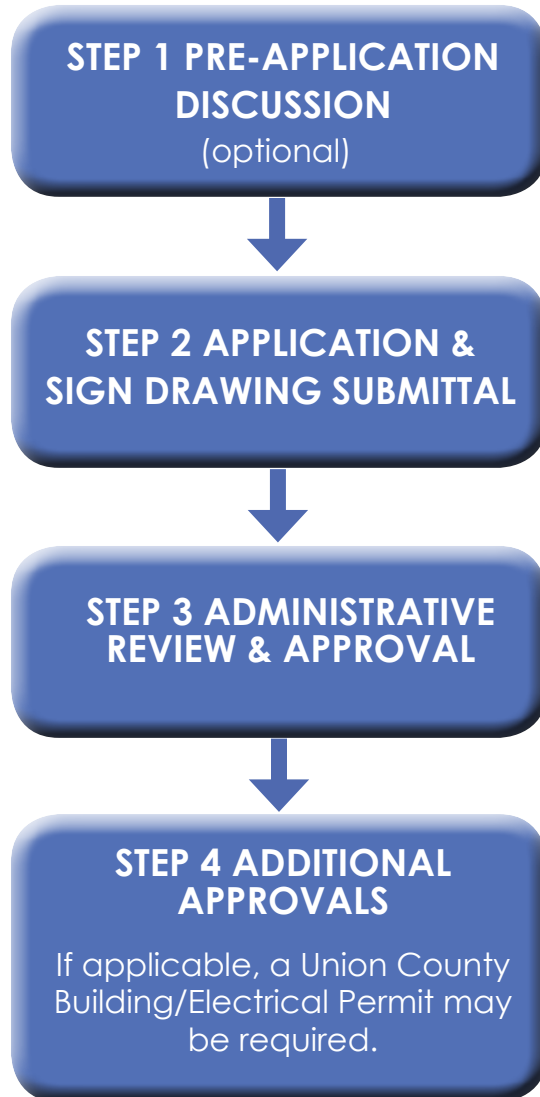 STEP 1 PRE-APPLICATION
DISCUSSION
(optional)
STEP 2 APPLICATION &
SIGN DRAWING SUBMITTAL
STEP 3 ADMINISTRATIVE
REVIEW & APPROVAL
STEP 4 ADDITIONAL
APPROVALS
If applicable, a Union County
Building/Electrical Permit may
be required.